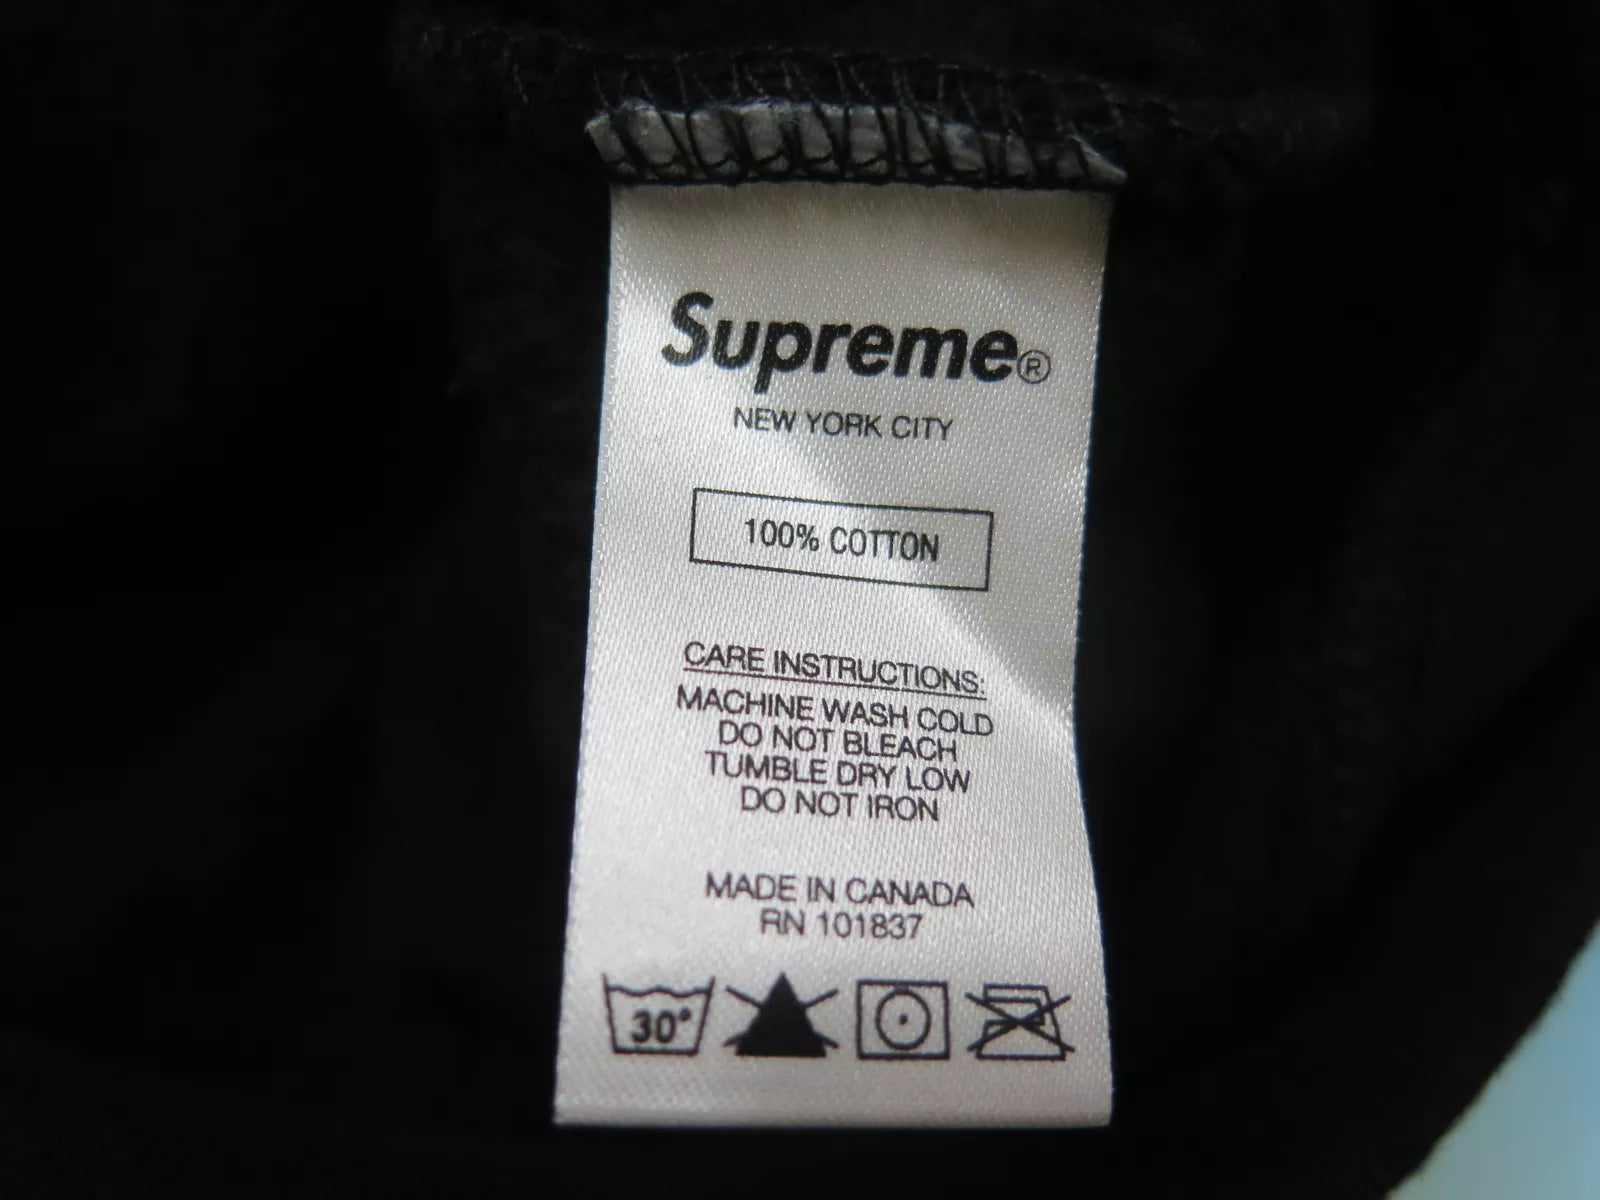 Supreme®
NEW YORK CITY
100% COTTON
CARE INSTRUCTIONS:
MACHINE WASH COLD
DO NOT BLEACH
TUMBLE DRY LOW
DO NOT IRON
MADE IN CANADA
RN 101837
30°